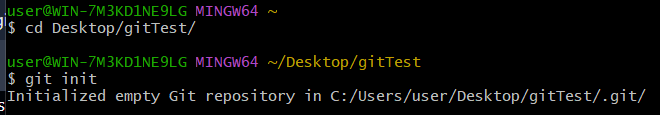 user@WIN-7M3KD1NE9LG MINGW64 ~
$ cd Desktop/gitTest/
user@WIN-7M3KD1NE9LG MINGW64 ~/Desktop/gitTest
$ git init
Initialized empty Git repository in C:/Users/user/Desktop/gitTest/.git/